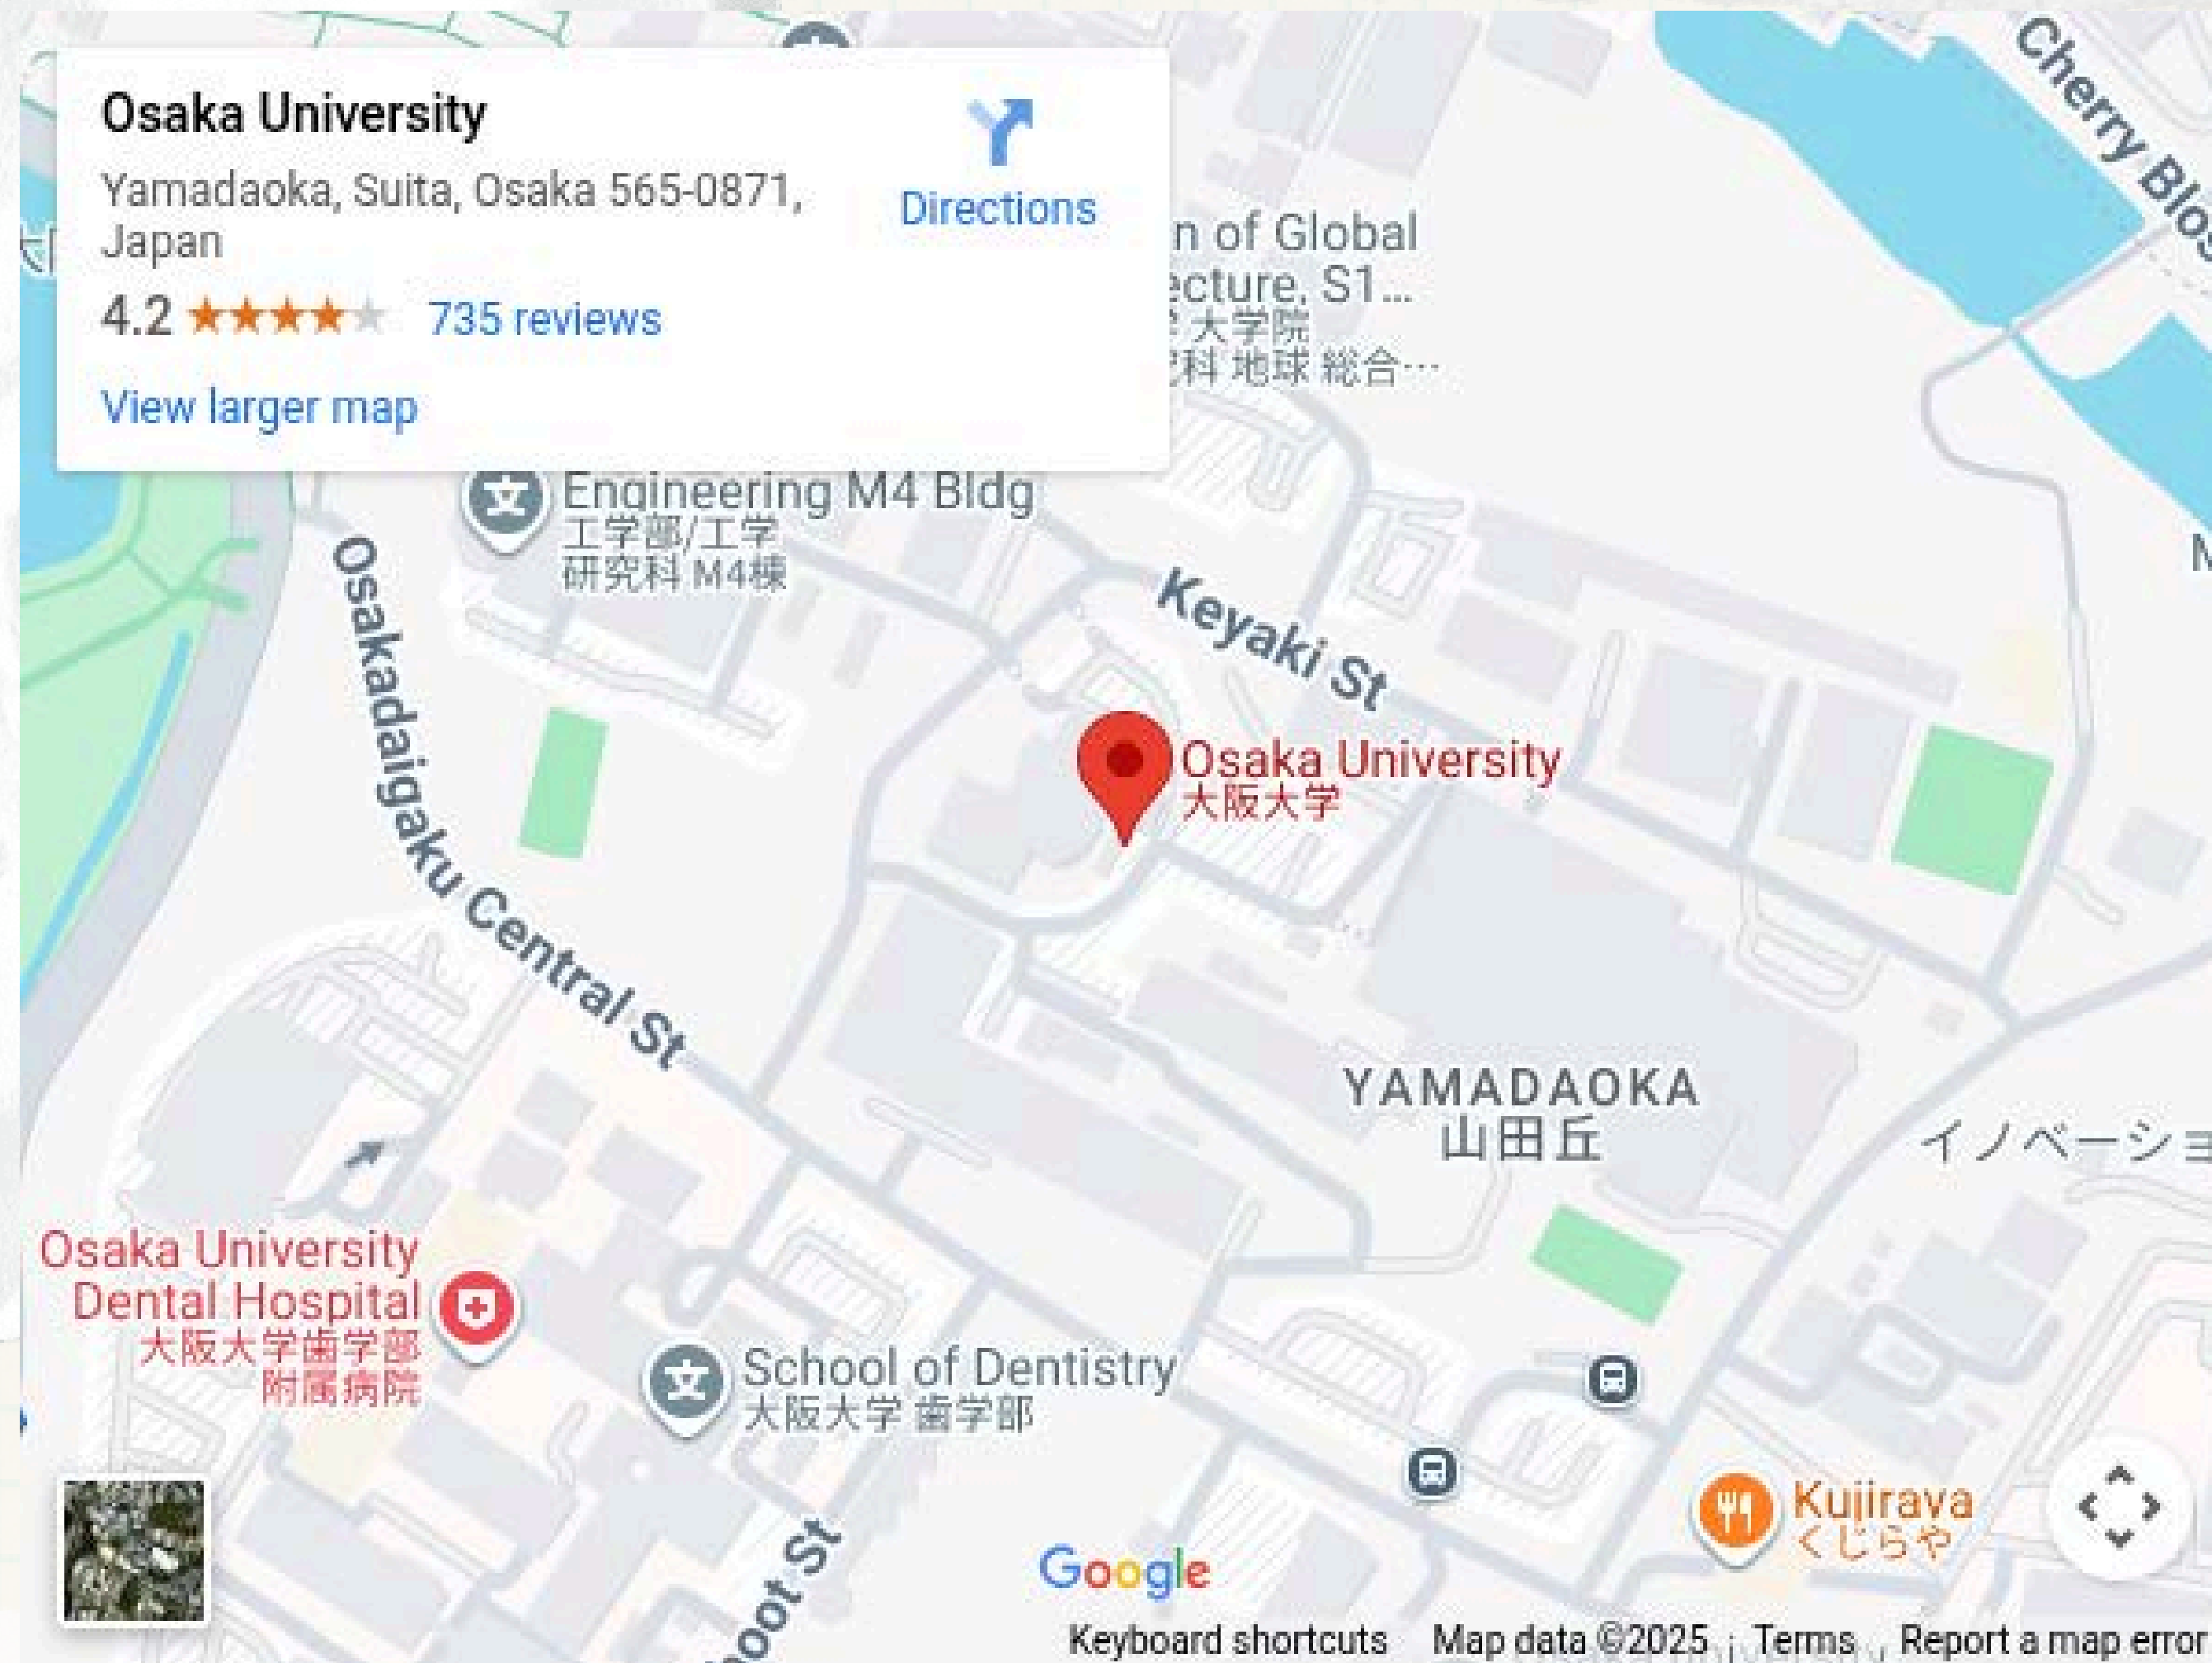 Osaka University
Yamadaoka, Suita, Osaka 565-0871,
Japan
4.2
735 reviews
View larger map
Directions
Cherry
n of Global
ecture, S1...
大学院
科 地球 総合…
Engineering M4 Bldg
工学部/工学
研究科 M4棟
Keyaki St
Osakadaigaku Central St
Osaka University
大阪大学
YAMADAOKA
山田丘
イノベーショ
Osaka University
Dental Hospital
大阪大学歯学部
附属病院
School of Dentistry
大阪大学 歯学部
oot St
Kujiraya
くじらや
Google
Keyboard shortcuts
Map data ©2025
Terms
Report a map error